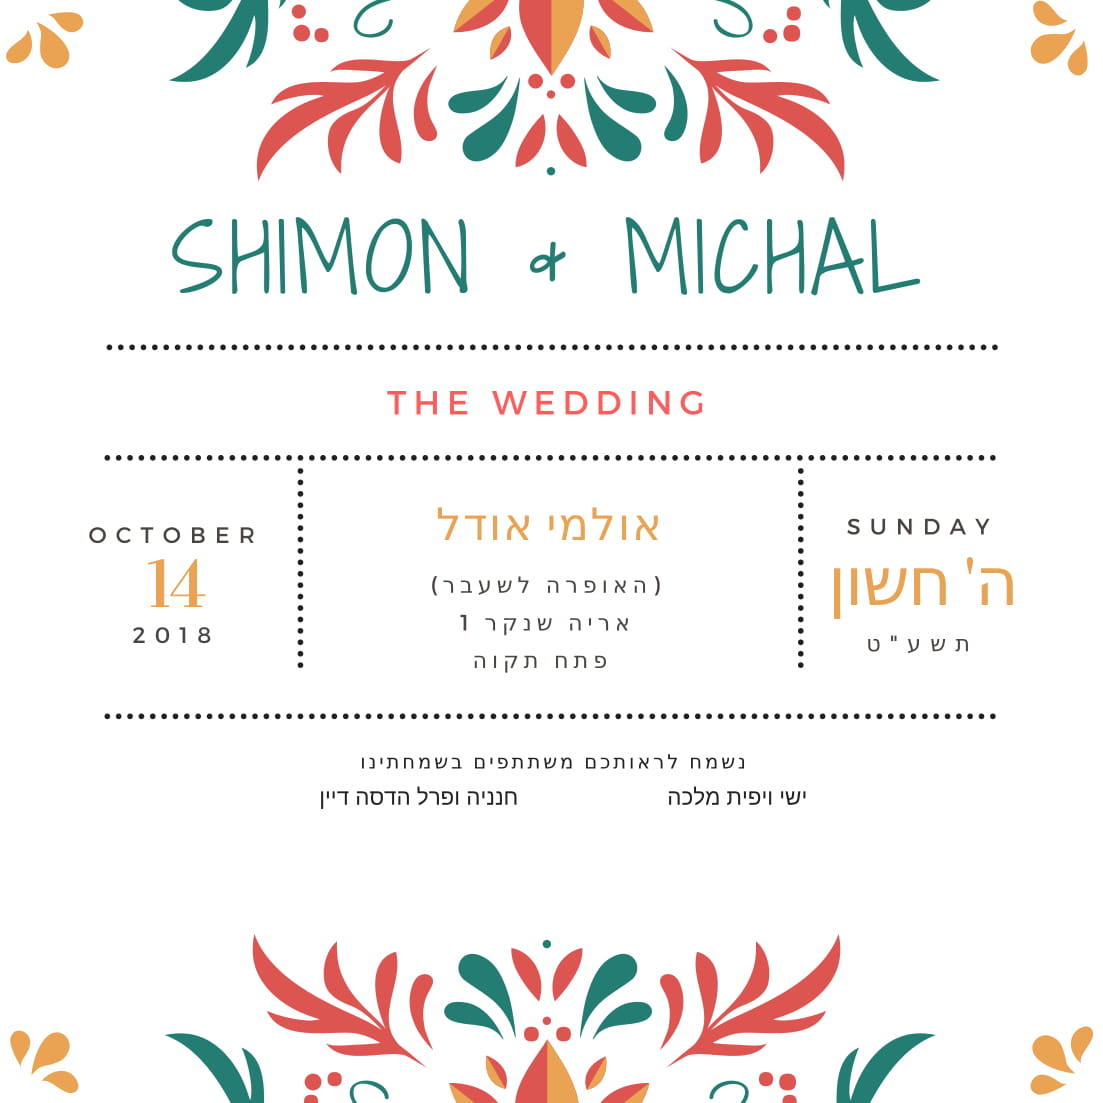 SHIMON & MICHAL
THE WEDDING
OCTOBER
14
2018
אולמי אודל
(האופרה לשעבר)
אריה שנקר 1
פתח תקוה
SUNDAY
ה' חשון
תשע"ט
נשמח לראותכם משתתפים בשמחתינו
ישי ויפית מלכה חנניה ופרל הדסה דיין